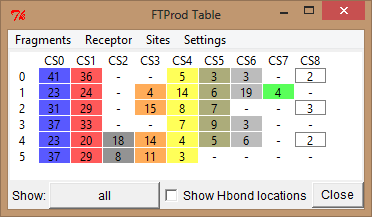 FTProd Table
Fragments Receptor Sites Settings
CS0 CS1 CS2 CS3 CS4 CS5 CS6 CS7 CS8
0 41 36 - - 5 3 3 - 2
1 23 24 - 4 14 6 19 4 -
2 31 29 - 15 8 7 - - 3
3 37 33 - - - 9 3 - -
4 23 20 18 14 4 5 6 - 2
5 37 29 8 11 3 - - - -
Show: all Show Hbond locations Close